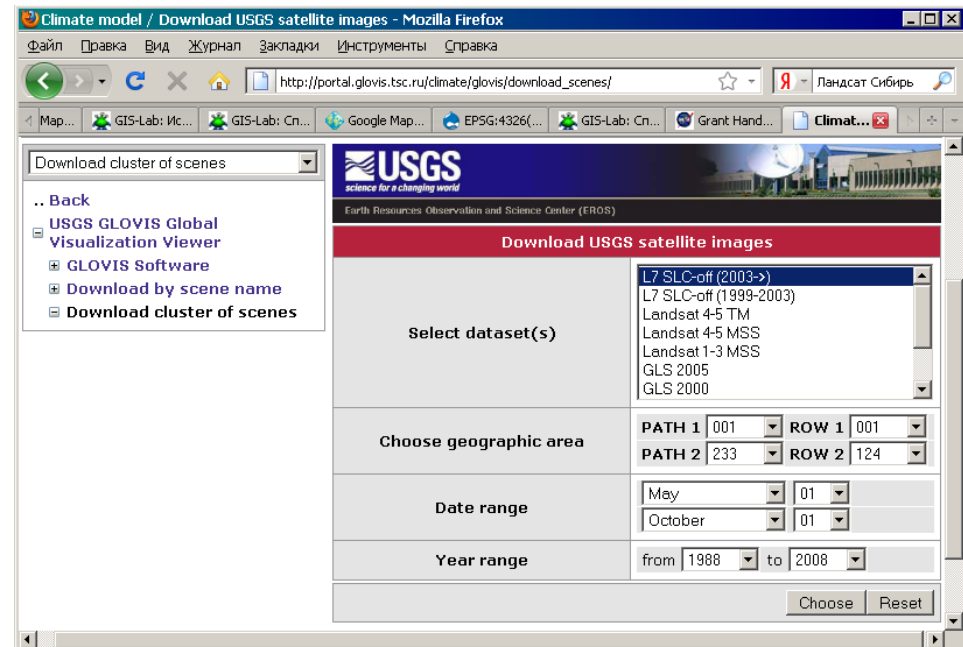 Climate model / Download USGS satellite images - Mozilla Firefox
Файл Правка Вид Журнал Закладки Инструменты Справка
http://portal.glovis.tsc.ru/climate/glovis/download_scenes/ Я Ландсат Сибирь
Map... GIS-Lab: Ис... GIS-Lab: Сп... Google Map... EPSG:4326(... GIS-Lab: Сп... Grant Hand... Climat...
Download cluster of scenes
.. Back
USGS GLOVIS Global
Visualization Viewer
GLOVIS Software
Download by scene name
Download cluster of scenes
USGS
science for a changing world
Earth Resources Observation and Science Center (EROS)
Download USGS satellite images
Select dataset(s)
L7 SLC-off (2003->)
L7 SLC-off (1999-2003)
Landsat 4-5 TM
Landsat 4-5 MSS
Landsat 1-3 MSS
GLS 2005
GLS 2000
Choose geographic area
PATH 1 001 ROW 1 001
PATH 2 233 ROW 2 124
Date range
May 01
October 01
Year range
from 1988 to 2008
Choose Reset